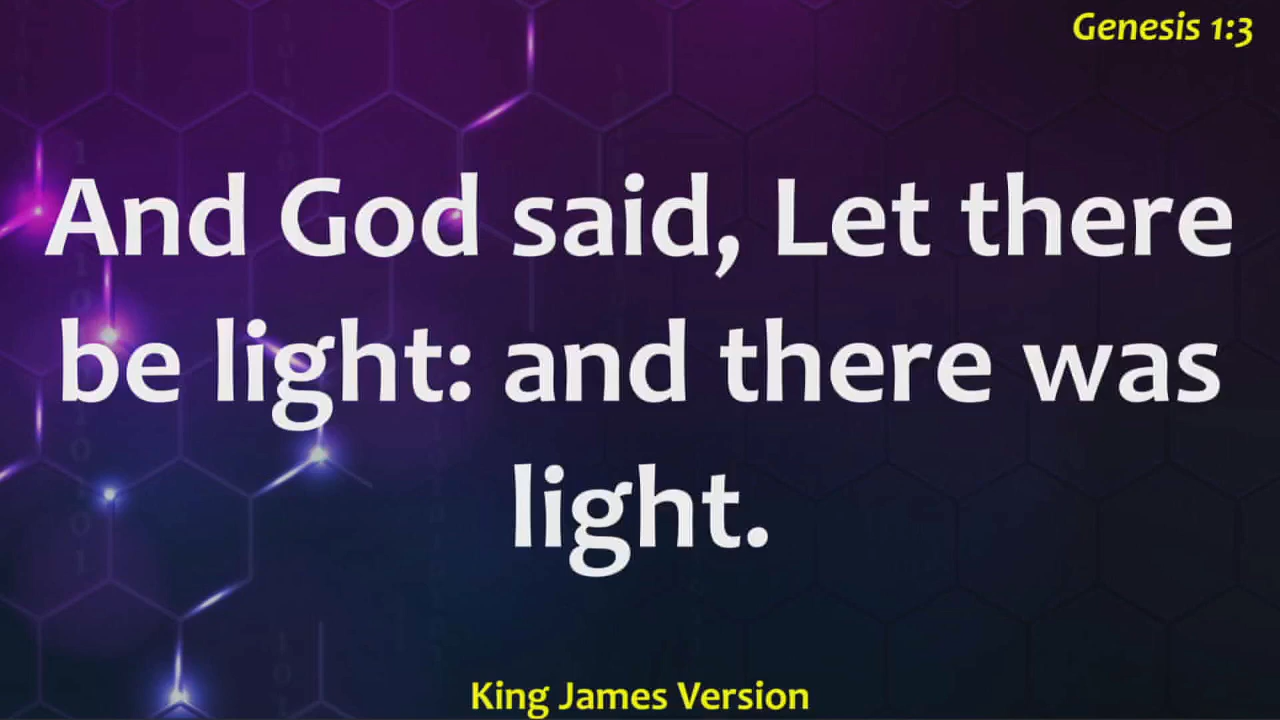 Genesis 1:3
And God said, Let there
be light: and there was
light.
King James Version